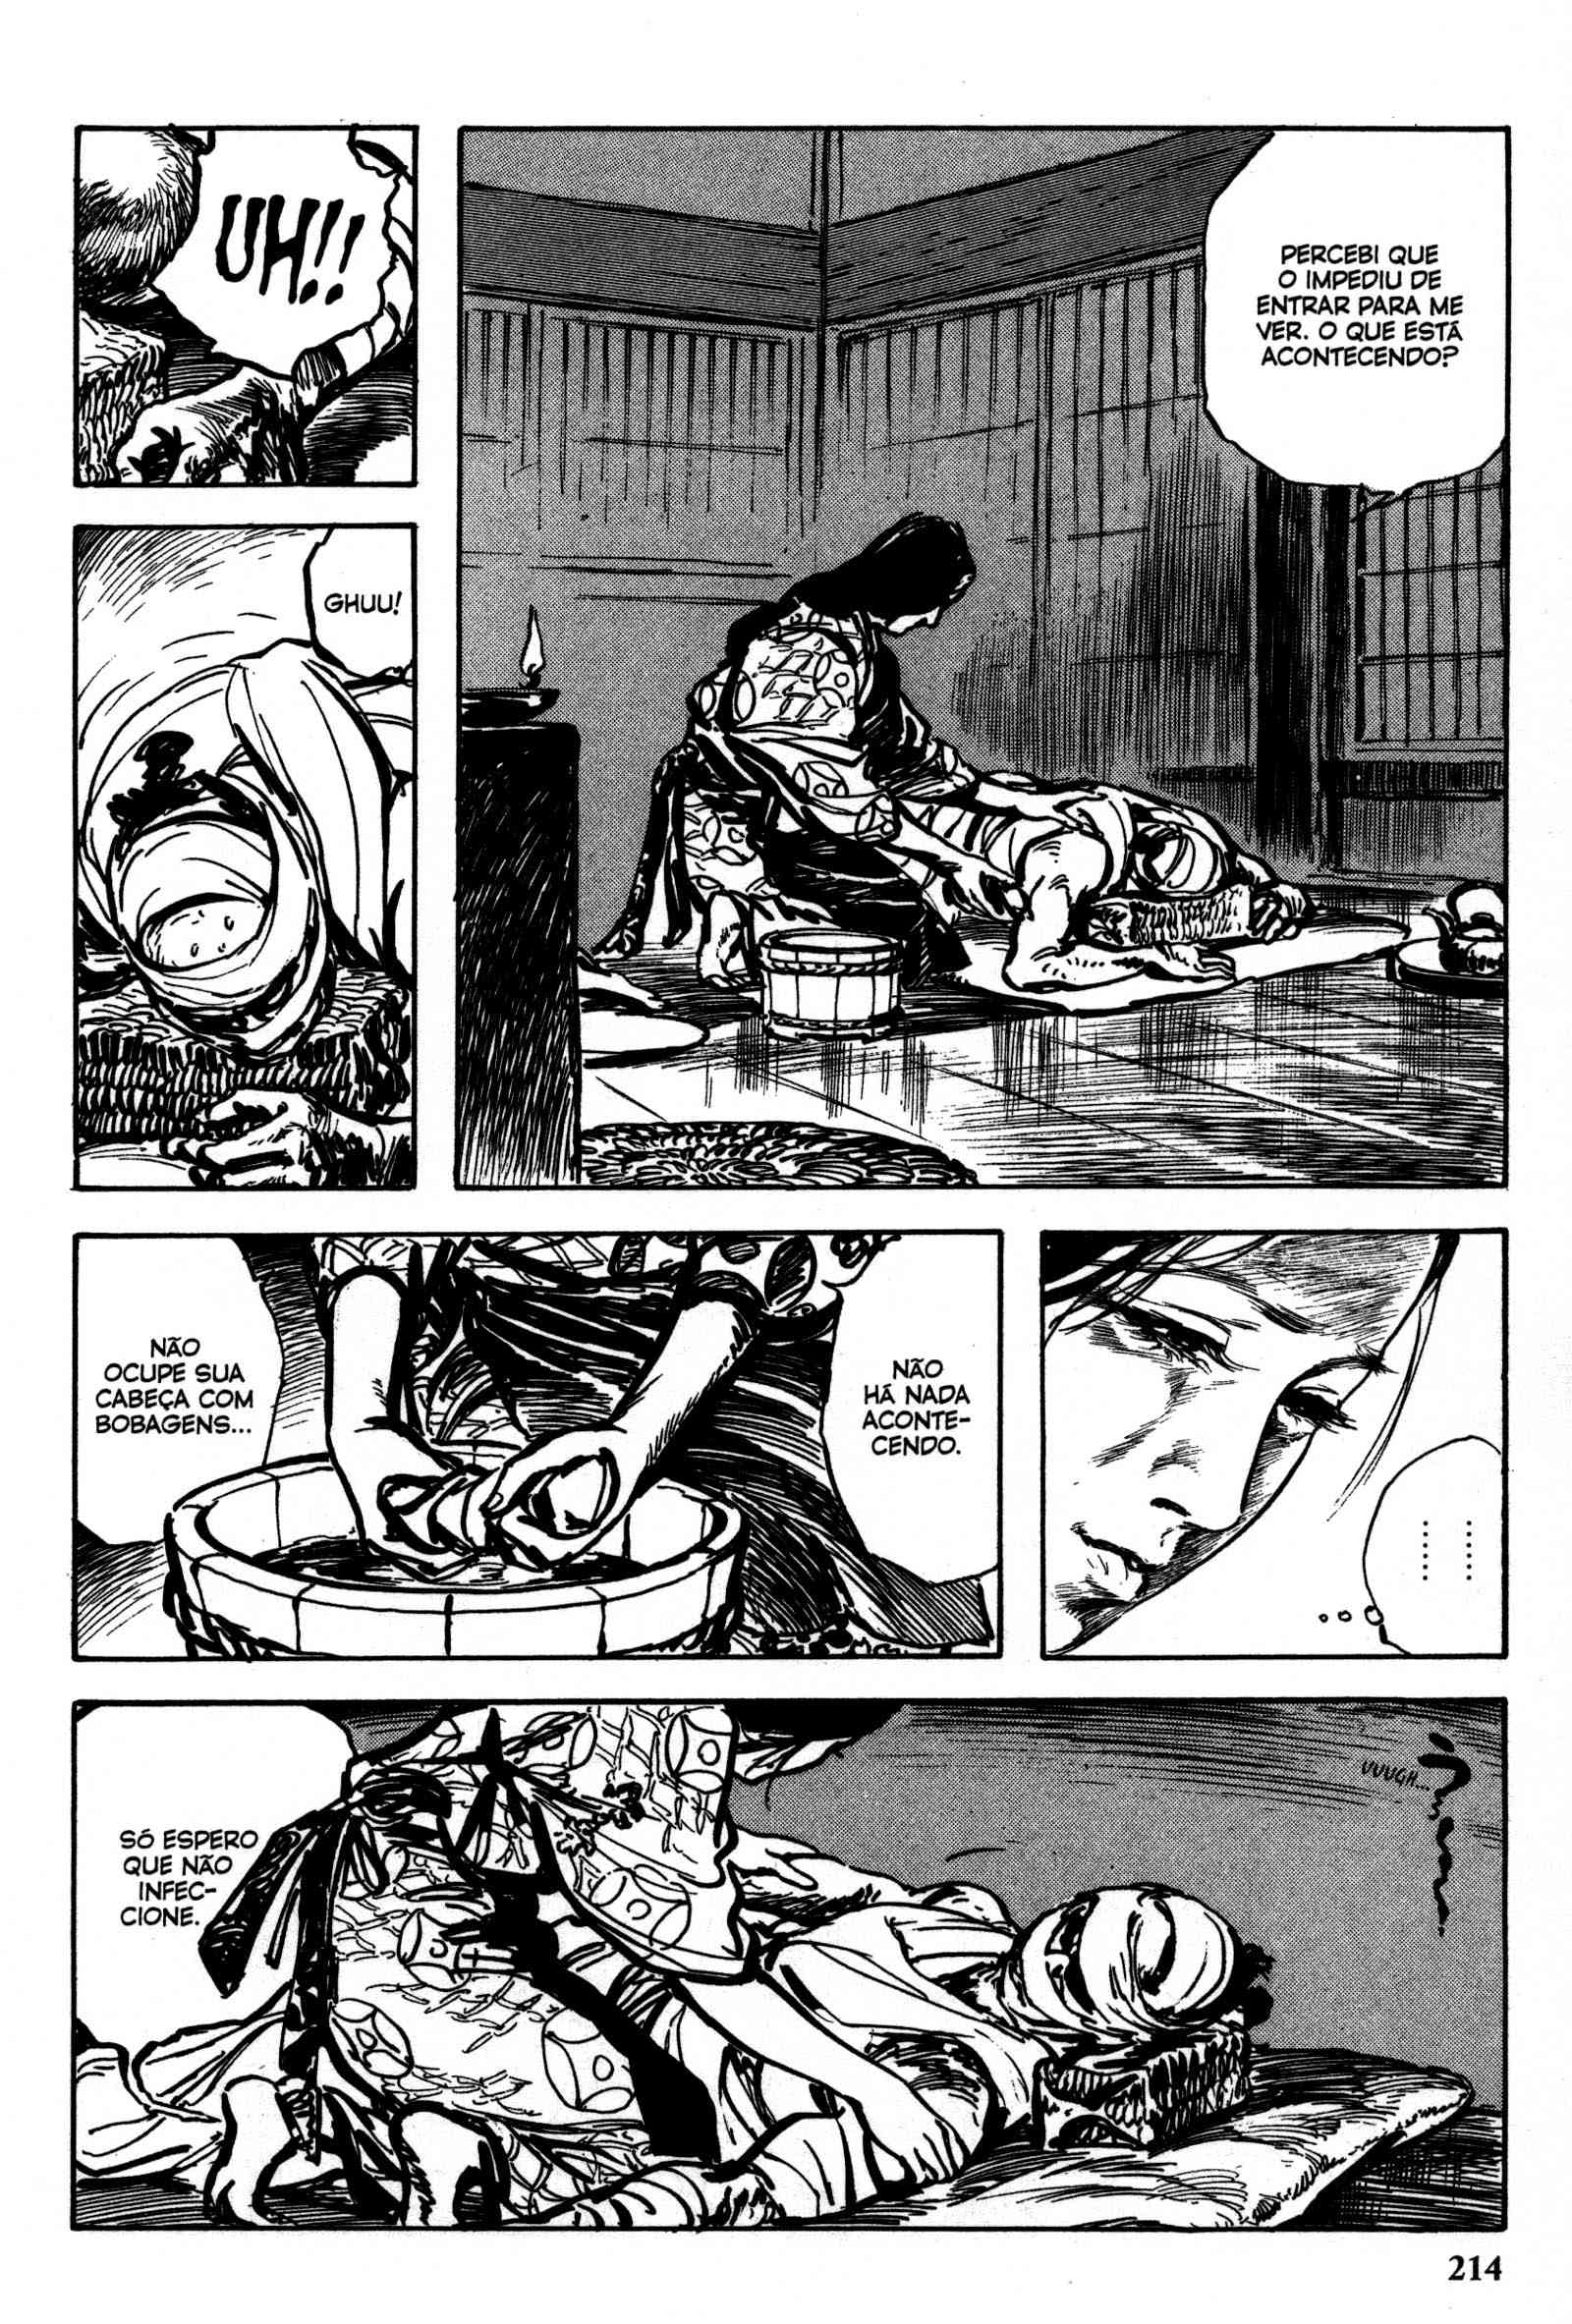 PERCEBI QUE
O IMPEDIU DE
ENTRAR PARA ME
VER. O QUE ESTÁ
ACONTECENDO?
UH!!
GHUU!
............
NÃO
HÁ NADA
ACONTE-
CENDO.
NÃO
OCUPE SUA
CABEÇA COM
BOBAGENS...
UUUGH...
SÓ ESPERO
QUE NÃO
INFEC-
CIONE.
214